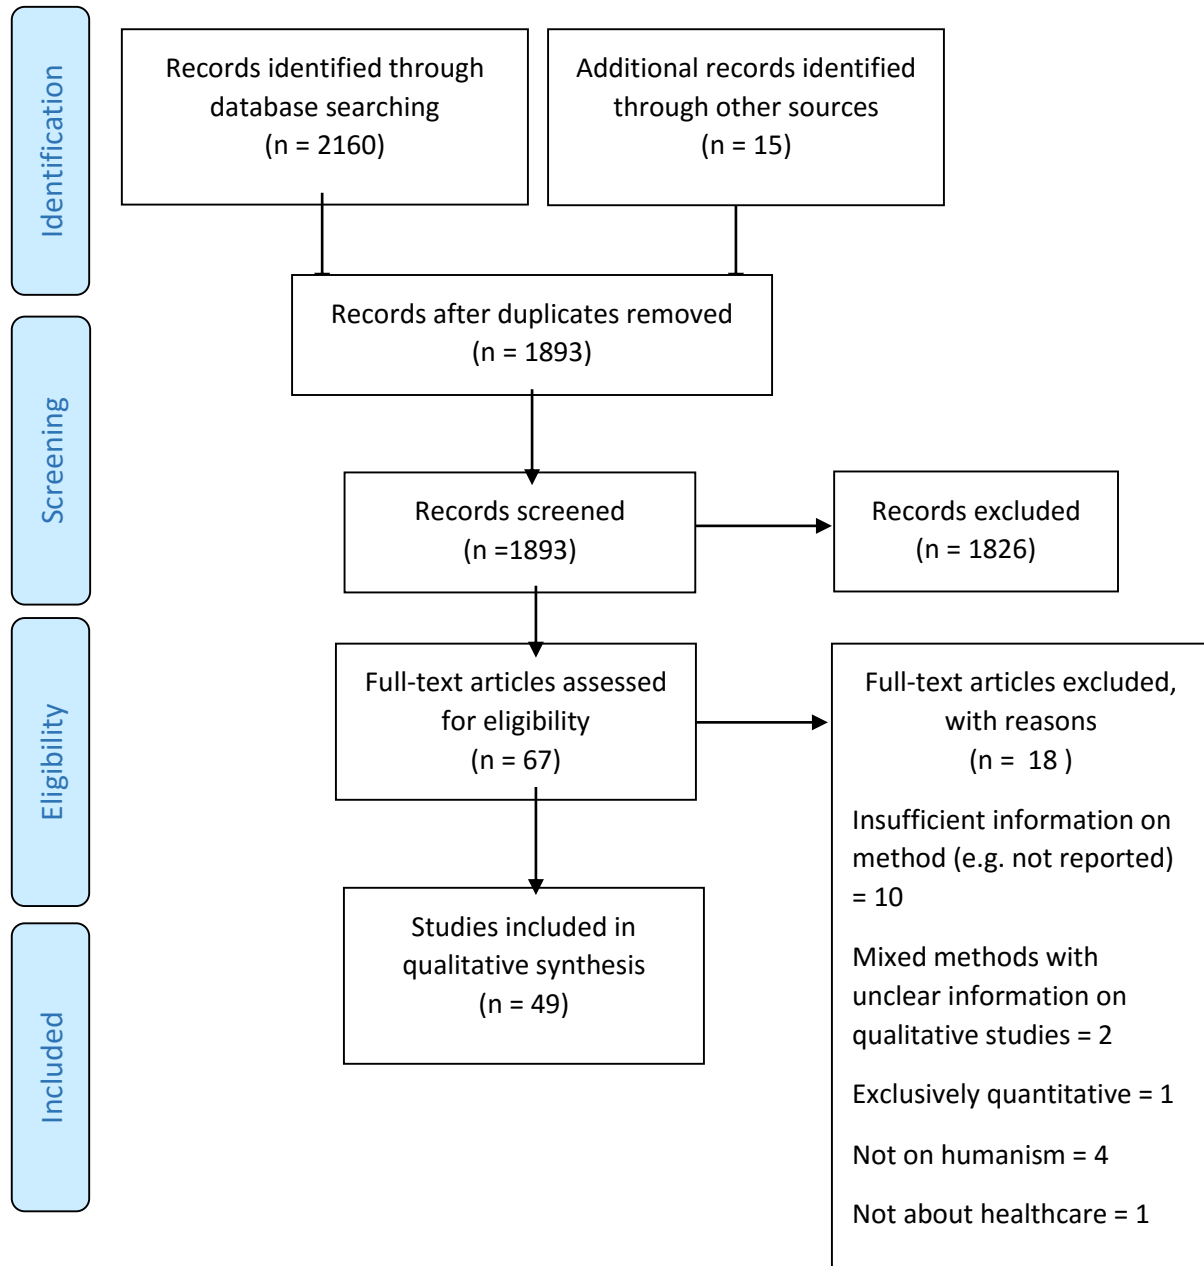 Identification
Records identified through
database searching
(n = 2160)
Additional records identified
through other sources
(n = 15)
Records after duplicates removed
(n = 1893)
Screening
Records screened
(n =1893)
Records excluded
(n = 1826)
Eligibility
Full-text articles assessed
for eligibility
(n = 67)
Full-text articles excluded,
with reasons
(n =  18 )
Insufficient information on
method (e.g. not reported)
= 10
Mixed methods with
unclear information on
qualitative studies = 2
Exclusively quantitative = 1
Not on humanism = 4
Not about healthcare = 1
Included
Studies included in
qualitative synthesis
(n = 49)